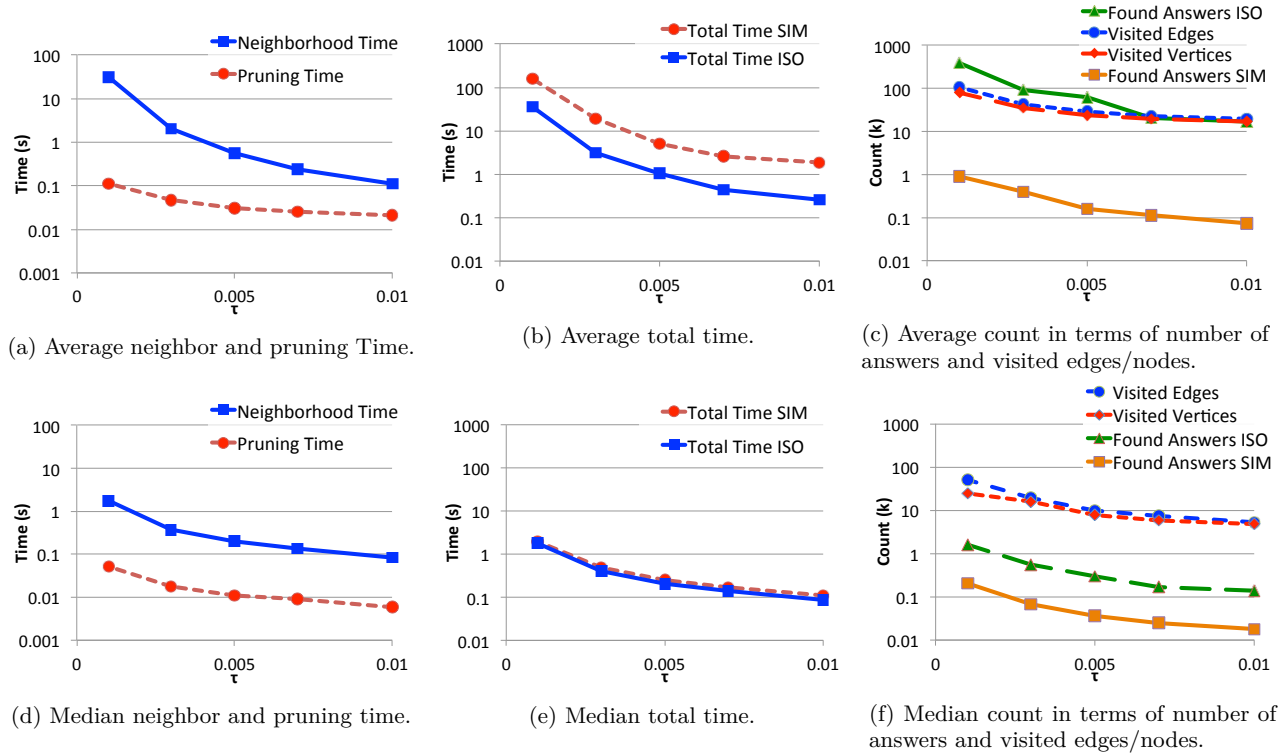 Neighborhood Time
Pruning Time
100
10
1
0.1
0.01
0.001
Time (s)
0
0.005
0.01
τ
(a) Average neighbor and pruning Time.
Total Time SIM
Total Time ISO
1000
100
10
1
0.1
0.01
Time (s)
0
0.005
0.01
τ
(b) Average total time.
Found Answers ISO
Visited Edges
Visited Vertices
Found Answers SIM
1000
100
10
1
0.1
0.01
Count (k)
0
0.005
0.01
τ
(c) Average count in terms of number of
answers and visited edges/nodes.
Neighborhood Time
Pruning Time
100
10
1
0.1
0.01
0.001
Time (s)
0
0.005
0.01
τ
(d) Median neighbor and pruning time.
Total Time SIM
Total Time ISO
1000
100
10
1
0.1
0.01
Time (s)
0
0.005
0.01
τ
(e) Median total time.
Visited Edges
Visited Vertices
Found Answers ISO
Found Answers SIM
1000
100
10
1
0.1
0.01
Count (k)
0
0.005
0.01
τ
(f) Median count in terms of number of
answers and visited edges/nodes.